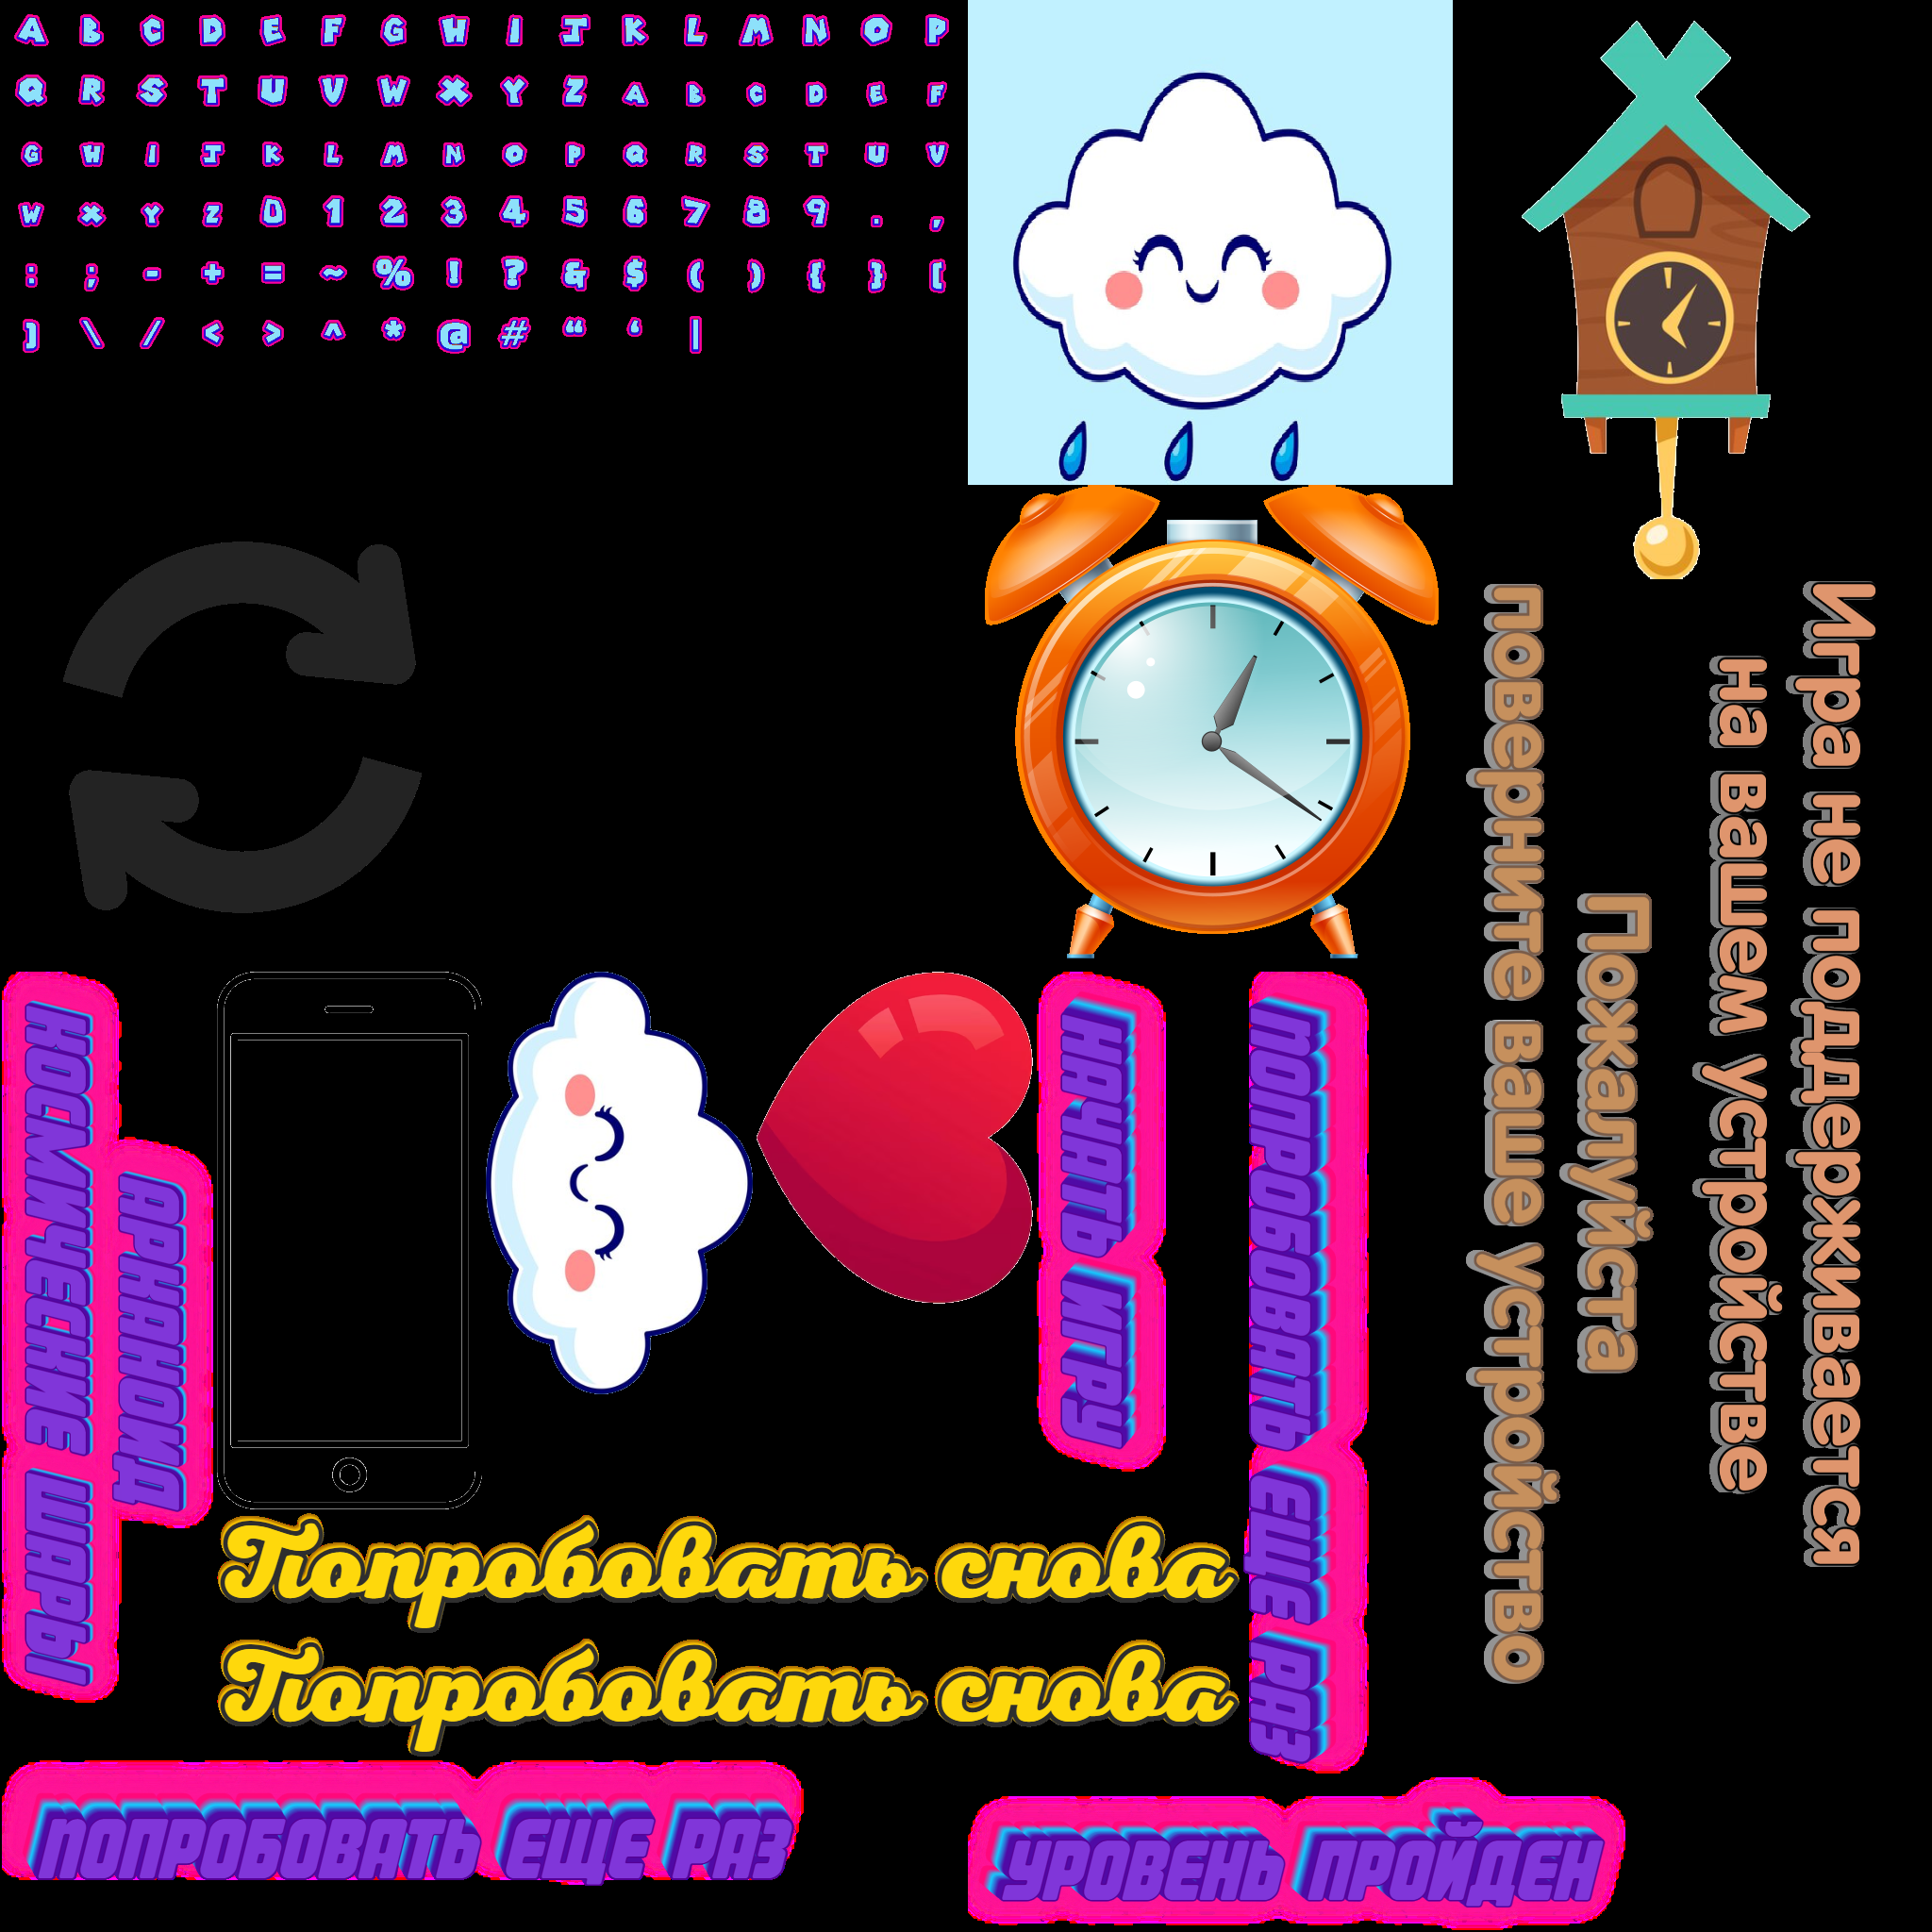 A B C D E F G H I J K L M N O P
Q R S T U V W X Y Z A B C D E F
G H I J K L M N O P Q R S T U V
W X Y Z 0 1 2 3 4 5 6 7 8 9 . ,
: ; - + = ~ % ! ? & $ ( ) { } [
] \ / < > ^ * @ # “ ‘ |
Игра не поддерживается
на вашем устройстве
Пожалуйста
поверните ваше устройство
АРКАНОИД
КОСМИЧЕСКИЕ ШАРЫ
НАЧАТЬ ИГРУ
ПОПРОБОВАТЬ ЕЩЕ РАЗ
Попробовать снова
Попробовать снова
ПОПРОБОВАТЬ ЕЩЕ РАЗ
УРОВЕНЬ ПРОЙДЕН